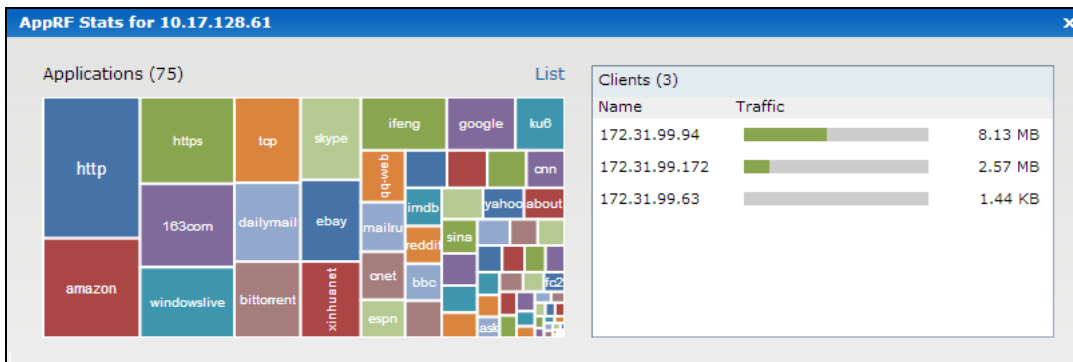 AppRF Stats for 10.17.128.61
x
Applications (75)
List
http
amazon
https
163com
windowslive
tcp
dailymail
bittorrent
skype
ebay
xinhuanet
ifeng
google
ku6
qq-web
cnn
mailru
imdb
yahoo
about
reddit
sina
cnet
bbc
fc2
espn
ask
Clients (3)
Name Traffic
172.31.99.94 8.13 MB
172.31.99.172 2.57 MB
172.31.99.63 1.44 KB